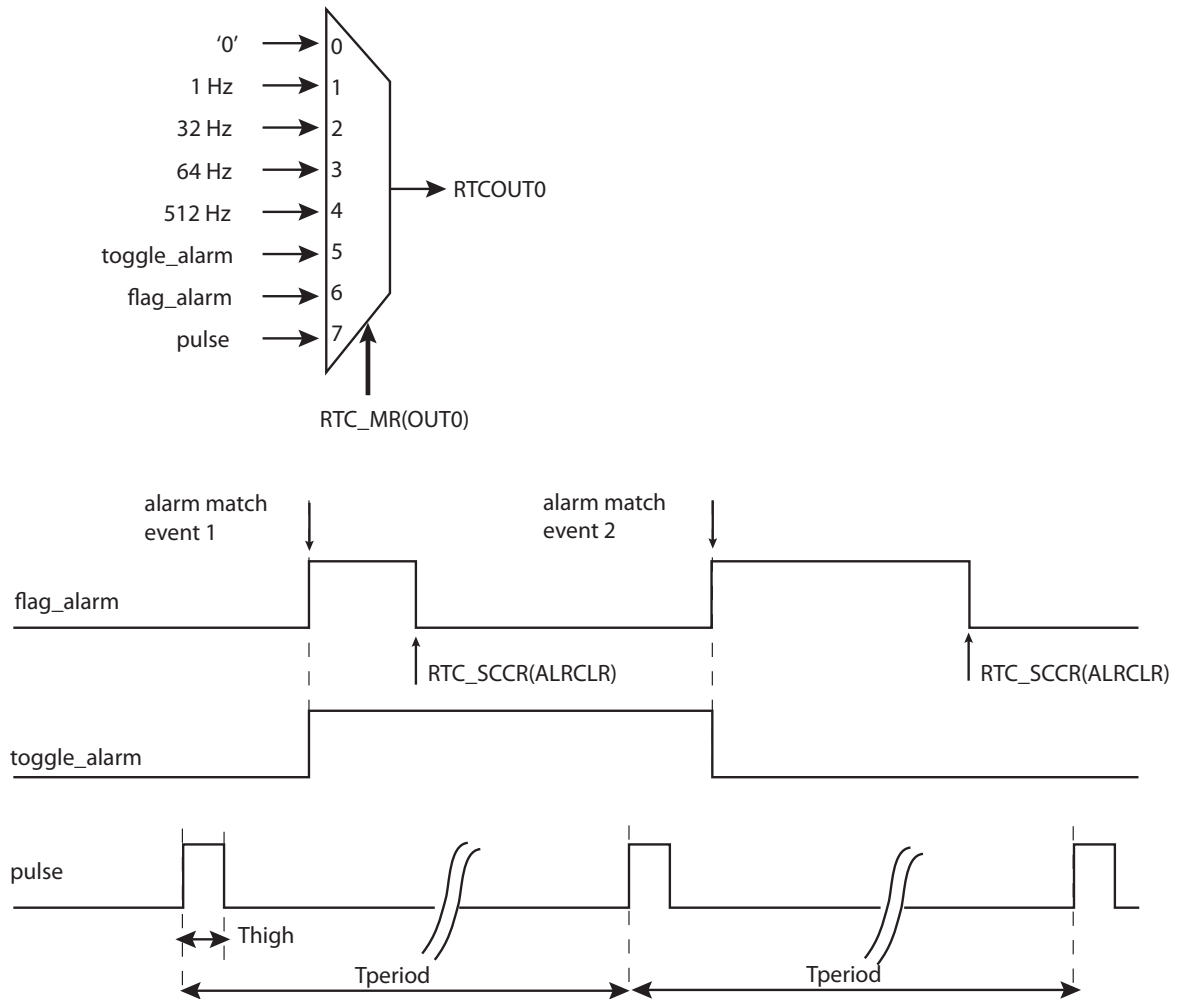 ‘0’
0
1 Hz
1
32 Hz
2
64 Hz
3
RTCOUT0
512 Hz
4
toggle_alarm
5
flag_alarm
6
pulse
7
RTC_MR(OUT0)
alarm match
event 1
alarm match
event 2
flag_alarm
RTC_SCCR(ALRCLR)
RTC_SCCR(ALRCLR)
toggle_alarm
pulse
Thigh
Tperiod
Tperiod